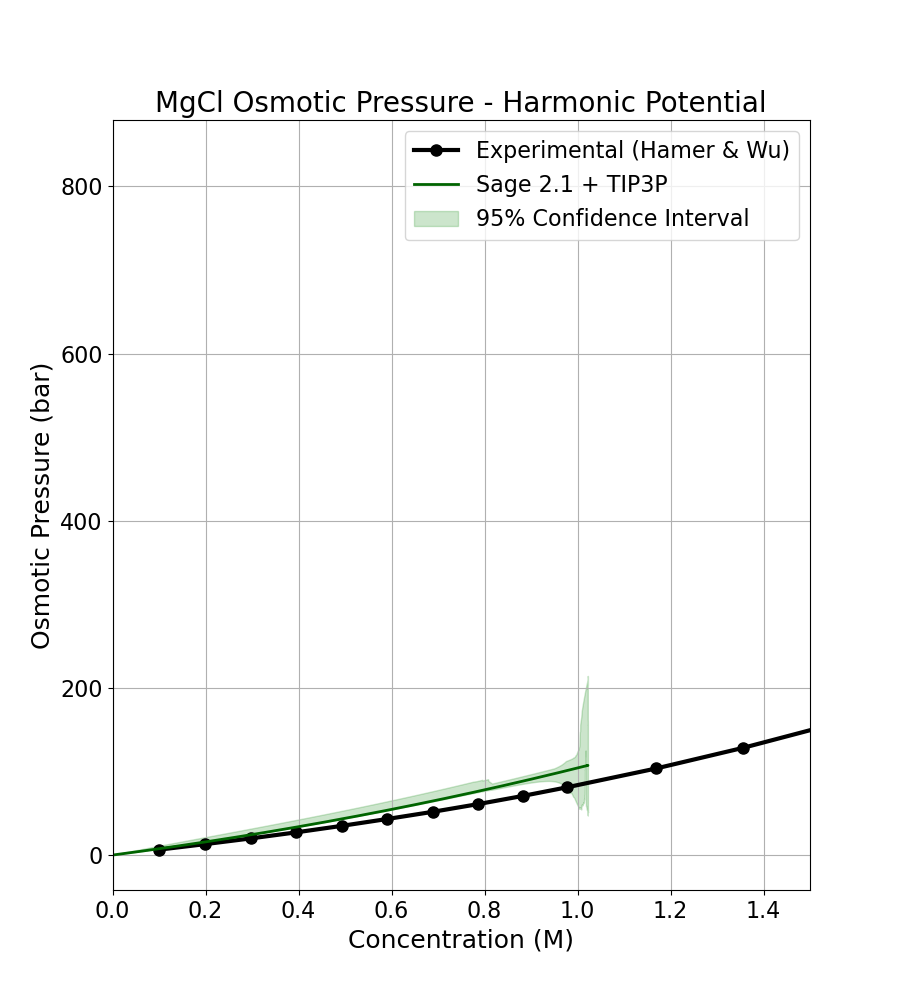 MgCl Osmotic Pressure - Harmonic Potential
Experimental (Hamer & Wu)
Sage 2.1 + TIP3P
95% Confidence Interval
Osmotic Pressure (bar)
800
600
400
200
0
0.0 0.2 0.4 0.6 0.8 1.0 1.2 1.4
Concentration (M)